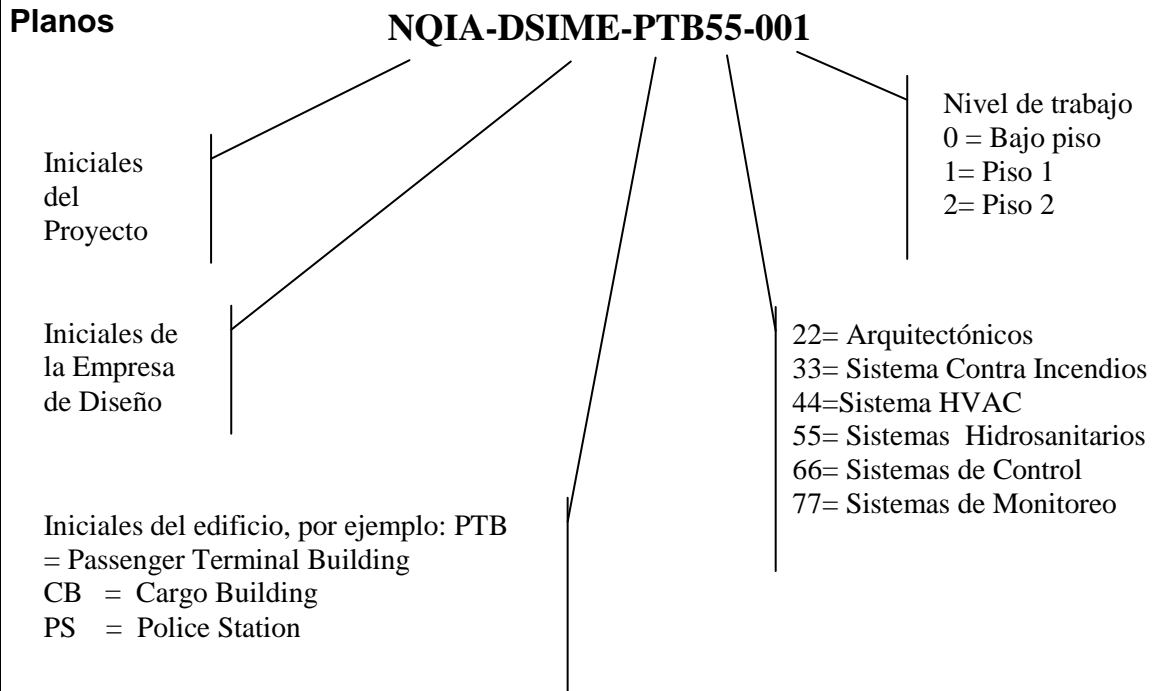 Planos
NQIA-DSIME-PTB55-001
Iniciales
del
Proyecto
Nivel de trabajo
0 = Bajo piso
1= Piso 1
2= Piso 2
Iniciales de
la Empresa
de Diseño
22= Arquitectónicos
33= Sistema Contra Incendios
44=Sistema HVAC
55= Sistemas Hidrosanitarios
66= Sistemas de Control
77= Sistemas de Monitoreo
Iniciales del edificio, por ejemplo: PTB
= Passenger Terminal Building
CB = Cargo Building
PS = Police Station